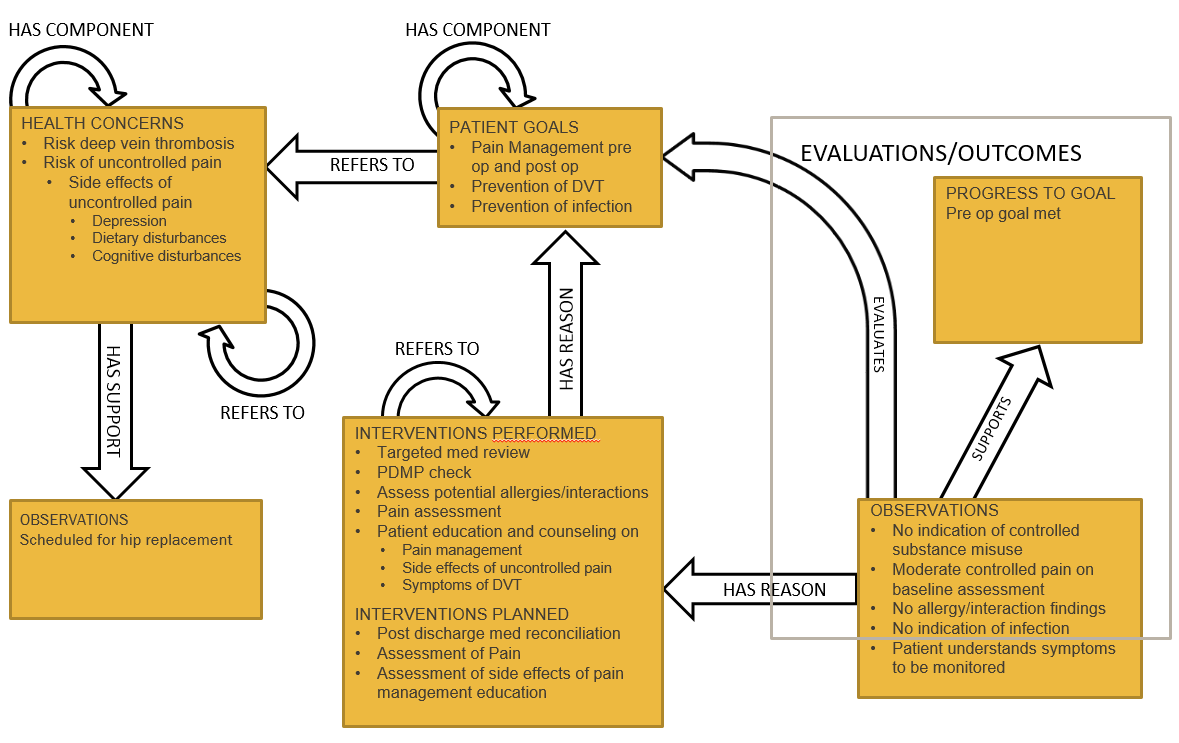 HAS COMPONENT
HAS COMPONENT
HEALTH CONCERNS
• Risk deep vein thrombosis
• Risk of uncontrolled pain
• Side effects of
uncontrolled pain
• Depression
• Dietary disturbances
• Cognitive disturbances
REFERS TO
PATIENT GOALS
• Pain Management pre
op and post op
• Prevention of DVT
• Prevention of infection
EVALUATIONS/OUTCOMES
PROGRESS TO GOAL
Pre op goal met
HAS SUPPORT
REFERS TO
REFERS TO
HAS REASON
EVALUATES
SUPPORTS
OBSERVATIONS
Scheduled for hip replacement
INTERVENTIONS PERFORMED
• Targeted med review
• PDMP check
• Assess potential allergies/interactions
• Pain assessment
• Patient education and counseling on
• Pain management
• Side effects of uncontrolled pain
• Symptoms of DVT
INTERVENTIONS PLANNED
• Post discharge med reconciliation
• Assessment of Pain
• Assessment of side effects of pain
management education
HAS REASON
OBSERVATIONS
• No indication of controlled
substance misuse
• Moderate controlled pain on
baseline assessment
• No allergy/interaction findings
• No indication of infection
• Patient understands symptoms
to be monitored